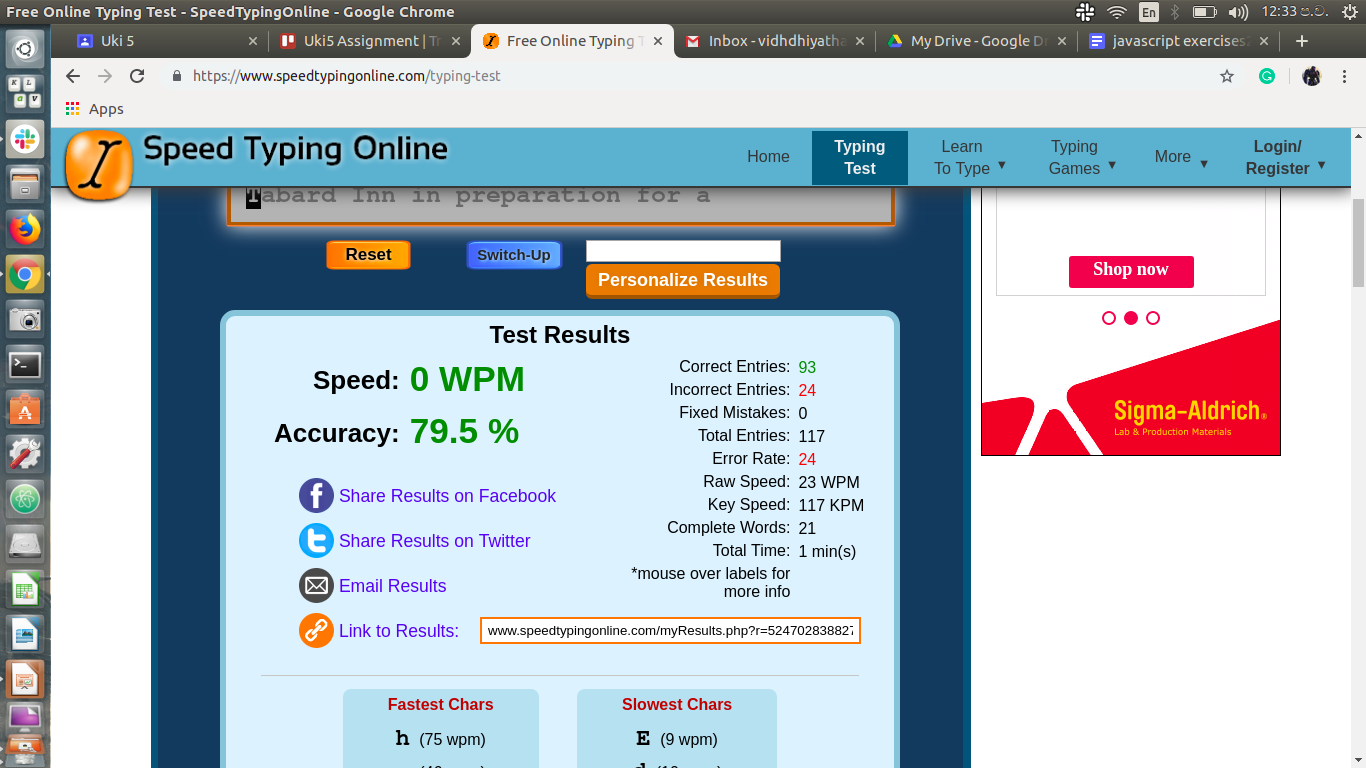 Free Online Typing Test - SpeedTypingOnline - Google Chrome
En
12:33 ප.ව.
Uki 5
Uki5 Assignment | Tr
Free Online Typing T
Inbox - vidhdhiyatha
My Drive - Google Dr
javascript exercises
https://www.speedtypingonline.com/typing-test
Apps
Speed Typing Online
Home
Typing Test
Learn To Type ▼
Typing Games ▼
More ▼
Login/ Register ▼
Tabard Inn in preparation for a
Reset
Switch-Up
Personalize Results
Shop now
Sigma-Aldrich®
Lab & Production Materials
Test Results
Speed: 0 WPM
Accuracy: 79.5 %
Share Results on Facebook
Share Results on Twitter
Email Results
Link to Results: www.speedtypingonline.com/myResults.php?r=524702838827
Correct Entries: 93
Incorrect Entries: 24
Fixed Mistakes: 0
Total Entries: 117
Error Rate: 24
Raw Speed: 23 WPM
Key Speed: 117 KPM
Complete Words: 21
Total Time: 1 min(s)
*mouse over labels for
more info
Fastest Chars
h (75 wpm)
Slowest Chars
E (9 wpm)